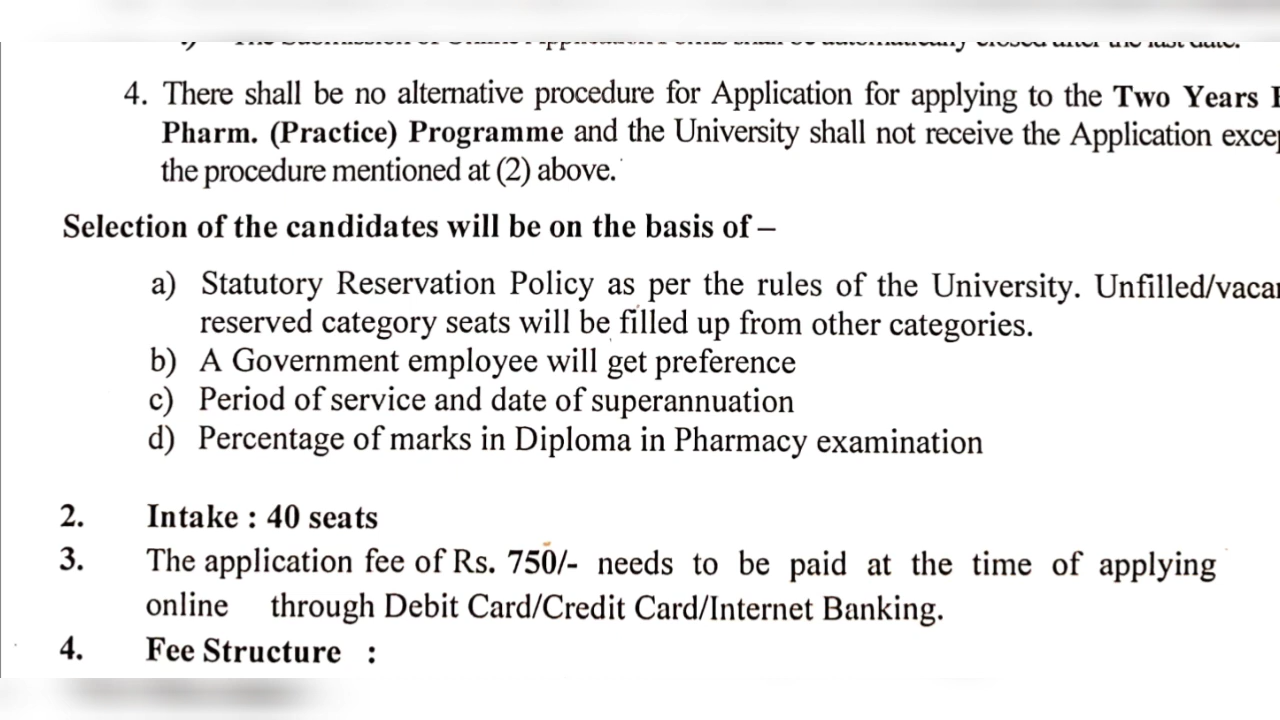 4. There shall be no alternative procedure for Application for applying to the Two Years
Pharm. (Practice) Programme and the University shall not receive the Application
the procedure mentioned at (2) above.
Selection of the candidates will be on the basis of –
a) Statutory Reservation Policy as per the rules of the University.
reserved category seats will be filled up from other categories.
b) A Government employee will get preference
c) Period of service and date of superannuation
d) Percentage of marks in Diploma in Pharmacy examination
2. Intake : 40 seats
3. The application fee of Rs. 750/- needs to be paid at the time of applying
online through Debit Card/Credit Card/Internet Banking.
4. Fee Structure :